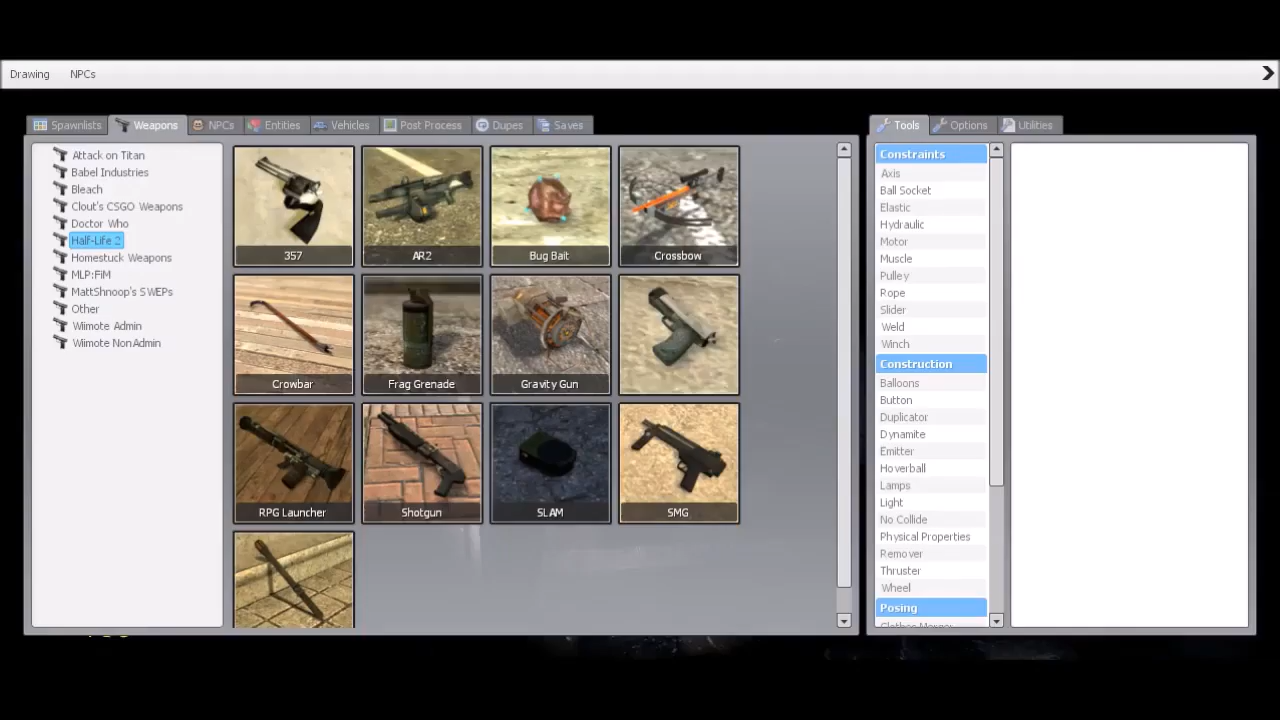 Drawing NPCs
Spawnlists Weapons NPCs Entities Vehicles Post Process Dupes Saves
Attack on Titan
Babel Industries
Bleach
Clout's CSGO Weapons
Doctor Who
Half-Life 2
Homestuck Weapons
MLP:FiM
MattShnoop's SWEPs
Other
Wiimote Admin
Wiimote NonAdmin
357 AR2 Bug Bait Crossbow
Crowbar Frag Grenade Gravity Gun
RPG Launcher Shotgun SLAM SMG
Tools Options Utilities
Constraints
Axis
Ball Socket
Elastic
Hydraulic
Motor
Muscle
Pulley
Rope
Slider
Weld
Winch
Construction
Balloons
Button
Duplicator
Dynamite
Emitter
Hoverball
Lamps
Light
No Collide
Physical Properties
Remover
Thruster
Wheel
Posing